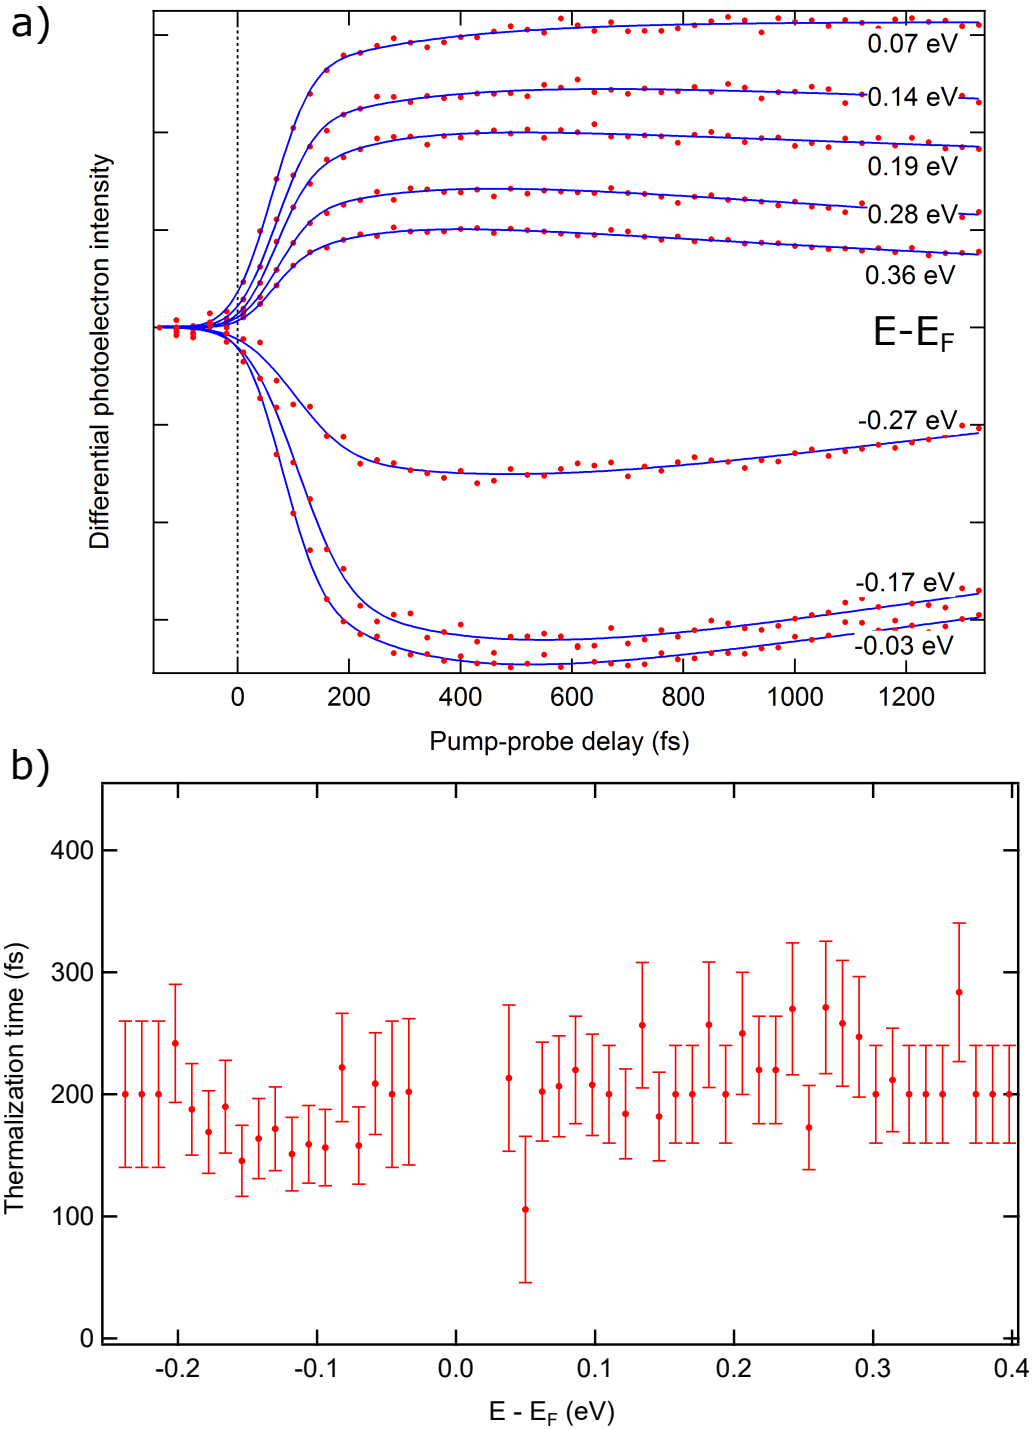 a)
Differential photoelectron intensity
0.07 eV
0.14 eV
0.19 eV
0.28 eV
0.36 eV
E-EF
-0.27 eV
-0.17 eV
-0.03 eV
0 200 400 600 800 1000 1200
Pump-probe delay (fs)
b)
Thermalization time (fs)
400
300
200
100
0
-0.2 -0.1 0.0 0.1 0.2 0.3 0.4
E - EF (eV)